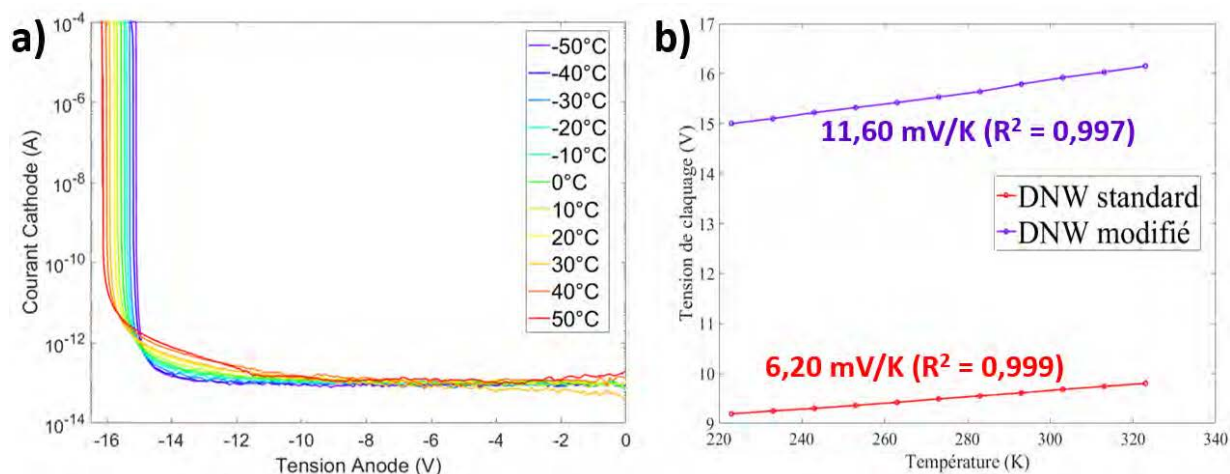 a)
10-4
10-6
10-8
10-10
10-12
10-14
Courant Cathode (A)
-16 -14 -12 -10 -8 -6 -4 -2 0
Tension Anode (V)
-50°C
-40°C
-30°C
-20°C
-10°C
0°C
10°C
20°C
30°C
40°C
50°C
b)
17
16
15
14
13
12
11
10
9
Tension de claquage (V)
11,60 mV/K (R² = 0,997)
DNW standard
DNW modifié
6,20 mV/K (R² = 0,999)
220 240 260 280 300 320 340
Température (K)